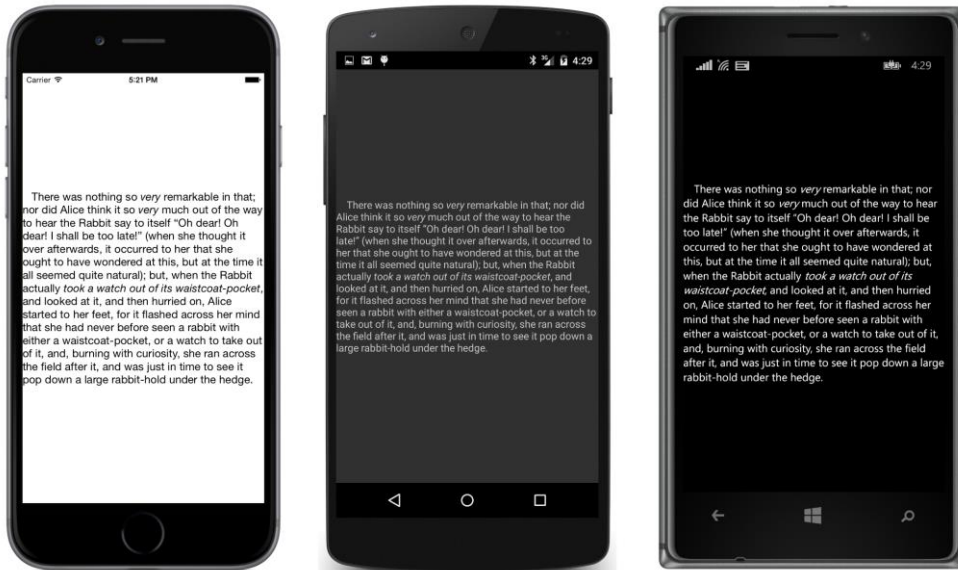 Carrier
5:21 PM
There was nothing so very remarkable in that;
nor did Alice think it so very much out of the way
to hear the Rabbit say to itself “Oh dear! Oh
dear! I shall be too late!” (when she thought it
over afterwards, it occurred to her that she
ought to have wondered at this, but at the time it
all seemed quite natural); but, when the Rabbit
actually took a watch out of its waistcoat-pocket,
and looked at it, and then hurried on, Alice
started to her feet, for it flashed across her mind
that she had never before seen a rabbit with
either a waistcoat-pocket, or a watch to take out
of it, and, burning with curiosity, she ran across
the field after it, and was just in time to see it
pop down a large rabbit-hold under the hedge.
3G 4:29
There was nothing so very remarkable in that; nor did
Alice think it so very much out of the way to hear the
Rabbit say to itself “Oh dear! Oh dear! I shall be too
late!” (when she thought it over afterwards, it occurred to
her that she ought to have wondered at this, but at the
time it all seemed quite natural); but, when the Rabbit
actually took a watch out of its waistcoat-pocket, and
looked at it, and then hurried on, Alice started to her feet,
for it flashed across her mind that she had never before
seen a rabbit with either a waistcoat-pocket, or a watch to
take out of it, and, burning with curiosity, she ran across
the field after it, and was just in time to see it pop down a
large rabbit-hold under the hedge.
4:29
There was nothing so very remarkable in that; nor
did Alice think it so very much out of the way to hear
the Rabbit say to itself “Oh dear! Oh dear! I shall be
too late!” (when she thought it over afterwards, it
occurred to her that she ought to have wondered at
this, but at the time it all seemed quite natural); but,
when the Rabbit actually took a watch out of its
waistcoat-pocket, and looked at it, and then hurried
on, Alice started to her feet, for it flashed across her
mind that she had never before seen a rabbit with
either a waistcoat-pocket, or a watch to take out of it,
and, burning with curiosity, she ran across the field
after it, and was just in time to see it pop down a large
rabbit-hold under the hedge.